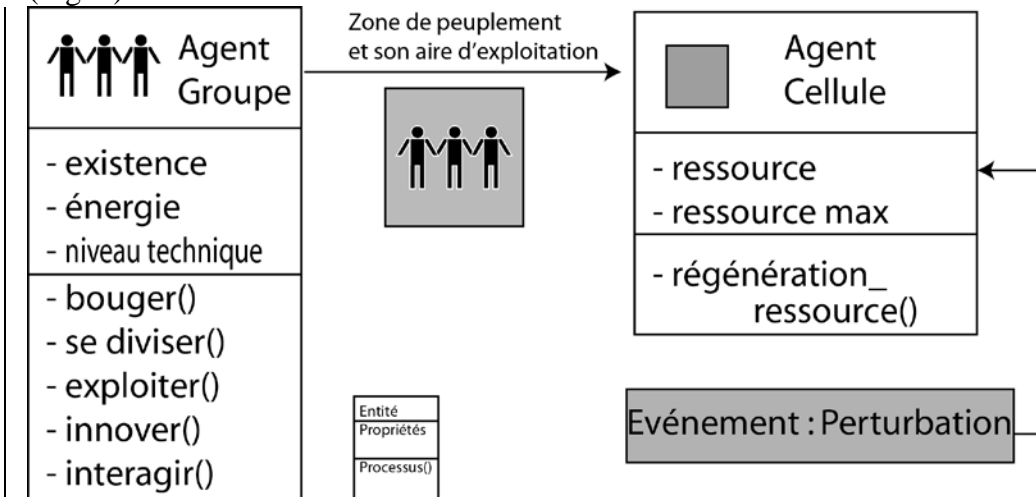 Agent
Groupe
- existence
- énergie
- niveau technique
- bouger()
- se diviser()
- exploiter()
- innover()
- interagir()
Zone de peuplement
et son aire d'exploitation
Entité
Propriétés
Processus()
Agent
Cellule
- ressource
- ressource max
- régénération_
ressource()
Evénement : Perturbation